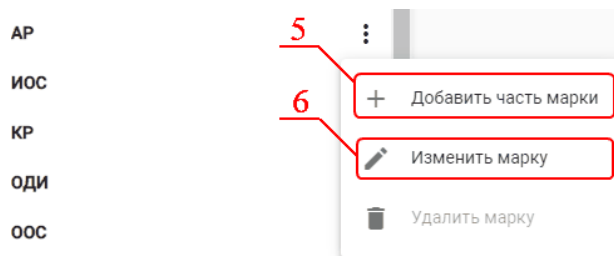 АР
5
ИОС
Добавить часть марки
6
КР
Изменить марку
ОДИ
Удалить марку
ООС